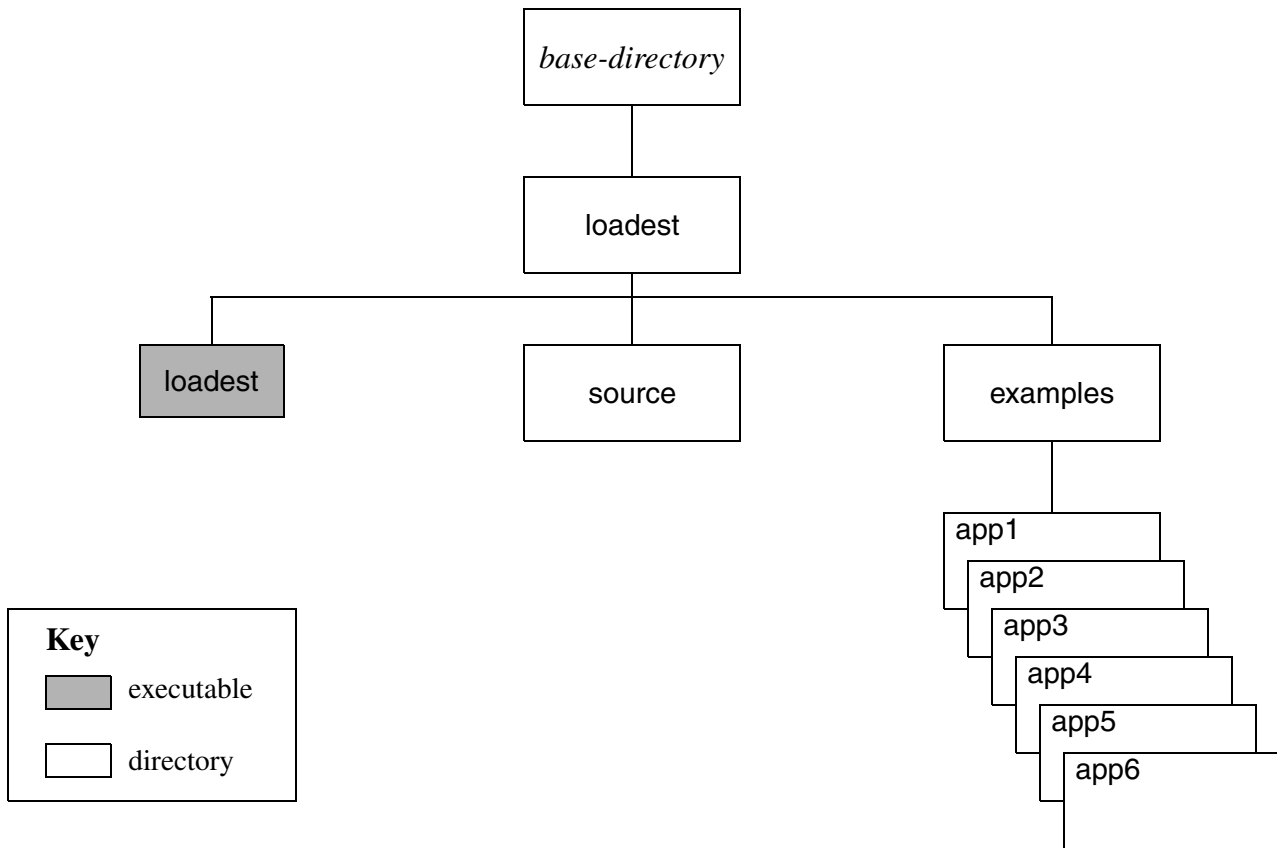 base-directory
loadest
loadest
source
examples
app1
app2
app3
app4
app5
app6
Key
executable
directory